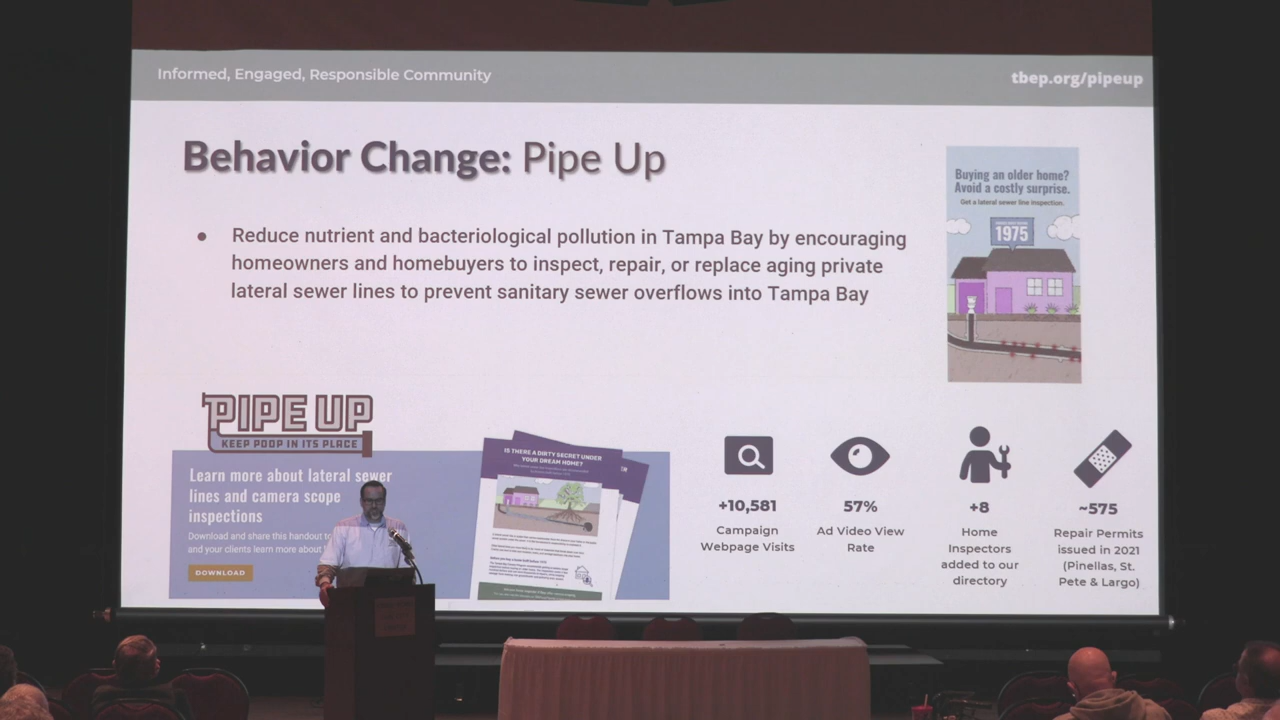 Informed, Engaged, Responsible Community
tbep.org/pipeup
Behavior Change: Pipe Up
Buying an older home?
Avoid a costly surprise.
Get a lateral sewer line inspection.
1975
● Reduce nutrient and bacteriological pollution in Tampa Bay by encouraging
homeowners and homebuyers to inspect, repair, or replace aging private
lateral sewer lines to prevent sanitary sewer overflows into Tampa Bay
PIPE UP
KEEP POOP IN ITS PLACE
Learn more about lateral sewer
lines and camera scope
inspections
Download and share this handout to
and your clients learn more about
DOWNLOAD
IS THERE A DIRTY SECRET UNDER
YOUR DREAM HOME?
+10,581
Campaign
Webpage Visits
57%
Ad Video View
Rate
+8
Home
Inspectors
added to our
directory
~575
Repair Permits
issued in 2021
(Pinellas, St.
Pete & Largo)